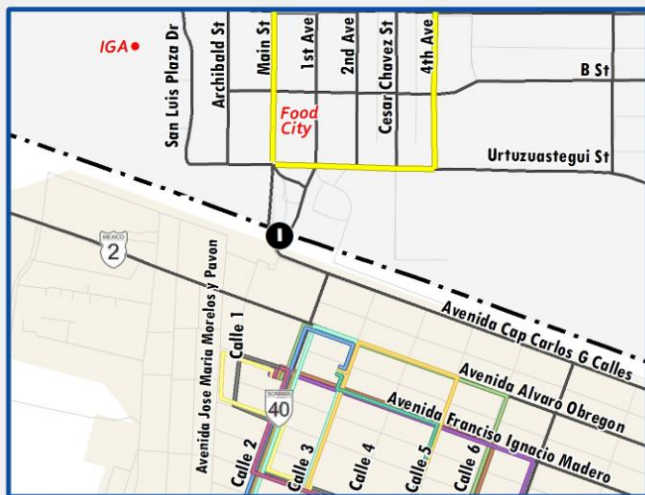 IGA
San Luis Plaza Dr
Archibald St
Main St
1st Ave
2nd Ave
Cesar Chavez St
4th Ave
B St
Food
City
Urtuzuastegui St
I
MEXICO
2
Avenida Cap Carlos G Calles
Avenida Jose Maria Morelos y Pavon
Calle 1
Avenida Alvaro Obregon
SONORA
40
Avenida Franciso Ignacio Madero
Calle 2
Calle 3
Calle 4
Calle 5
Calle 6